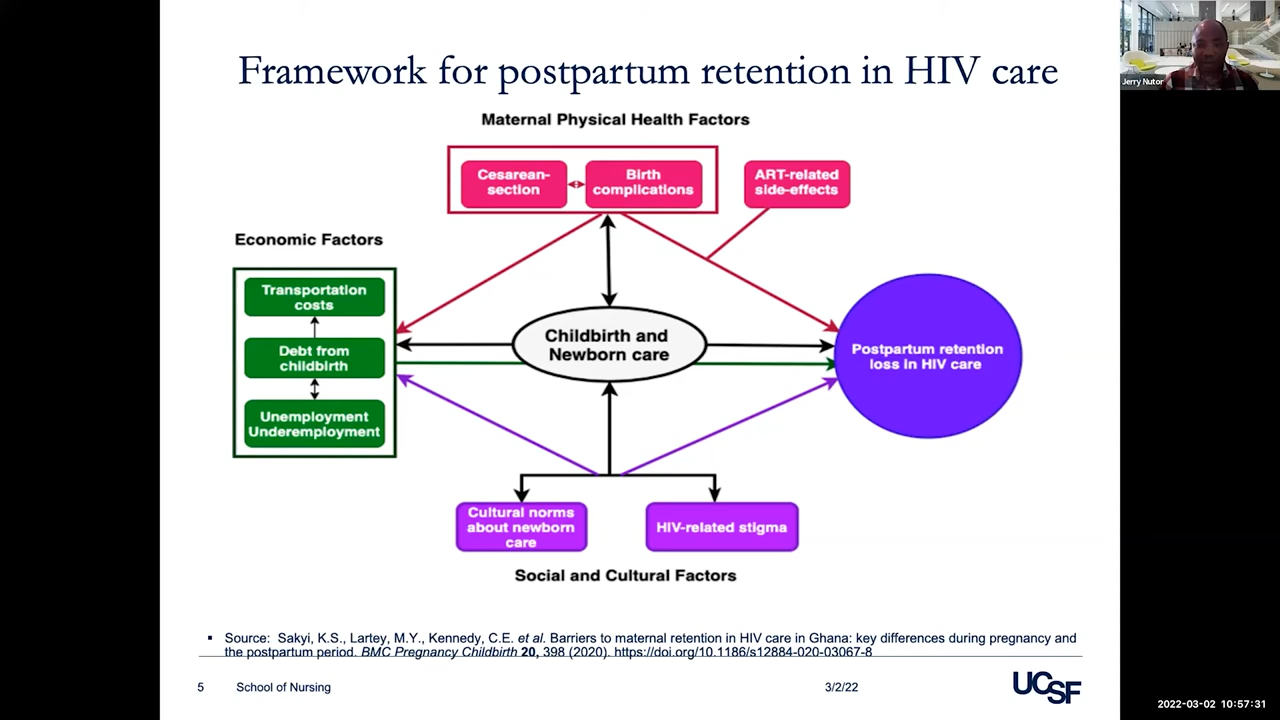 Framework for postpartum retention in HIV care
Jerry Nutor
Maternal Physical Health Factors
Cesarean-
section
Birth
complications
ART-related
side-effects
Economic Factors
Transportation
costs
Debt from
childbirth
Unemployment
Underemployment
Childbirth and
Newborn care
Postpartum retention
loss in HIV care
Cultural norms
about newborn
care
HIV-related stigma
Social and Cultural Factors
▪ Source: Sakyi, K.S., Lartey, M.Y., Kennedy, C.E. et al. Barriers to maternal retention in HIV care in Ghana: key differences during pregnancy and
the postpartum period. BMC Pregnancy Childbirth 20, 398 (2020). https://doi.org/10.1186/s12884-020-03067-8
5 School of Nursing 3/2/22 UCSF
2022-03-02 10:57:31